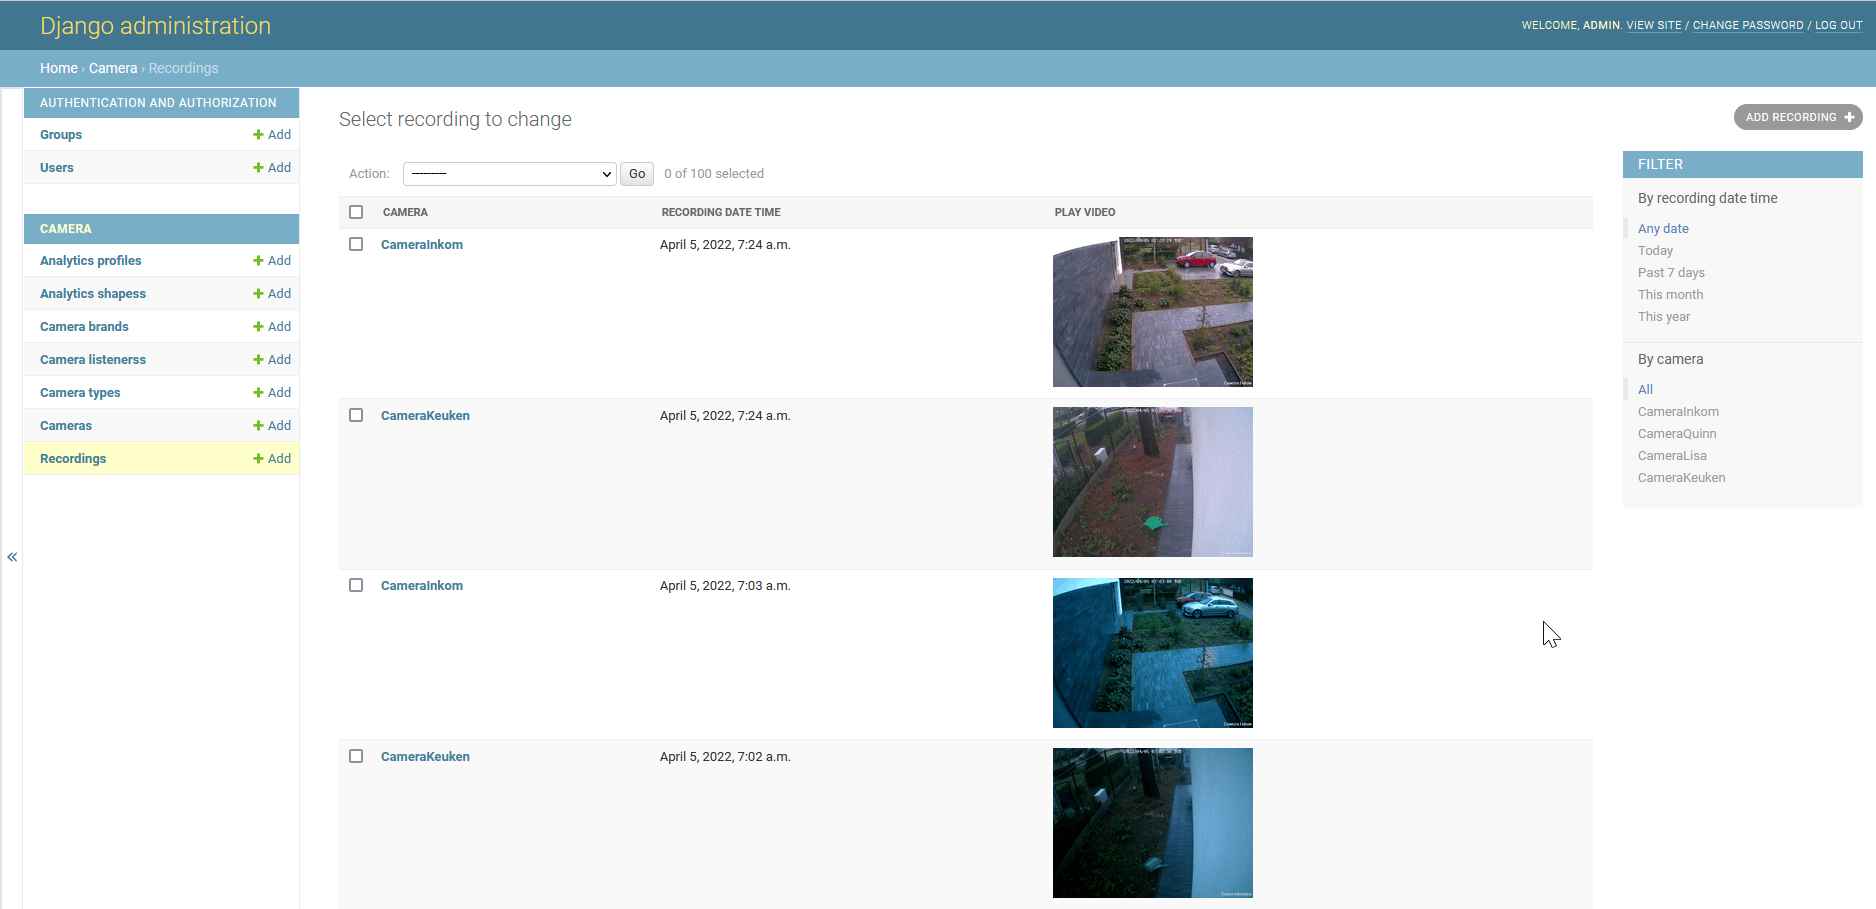 Django administration
WELCOME, ADMIN. VIEW SITE / CHANGE PASSWORD / LOG OUT
Home › Camera › Recordings
AUTHENTICATION AND AUTHORIZATION
Groups + Add
Users + Add
CAMERA
Analytics profiles + Add
Analytics shapess + Add
Camera brands + Add
Camera listenerss + Add
Camera types + Add
Cameras + Add
Recordings + Add
«
Select recording to change
ADD RECORDING +
Action: --------- Go 0 of 100 selected
CAMERA RECORDING DATE TIME PLAY VIDEO
CameraInkom April 5, 2022, 7:24 a.m.
CameraKeuken April 5, 2022, 7:24 a.m.
CameraInkom April 5, 2022, 7:03 a.m.
CameraKeuken April 5, 2022, 7:02 a.m.
FILTER
By recording date time
Any date
Today
Past 7 days
This month
This year
By camera
All
CameraInkom
CameraQuinn
CameraLisa
CameraKeuken